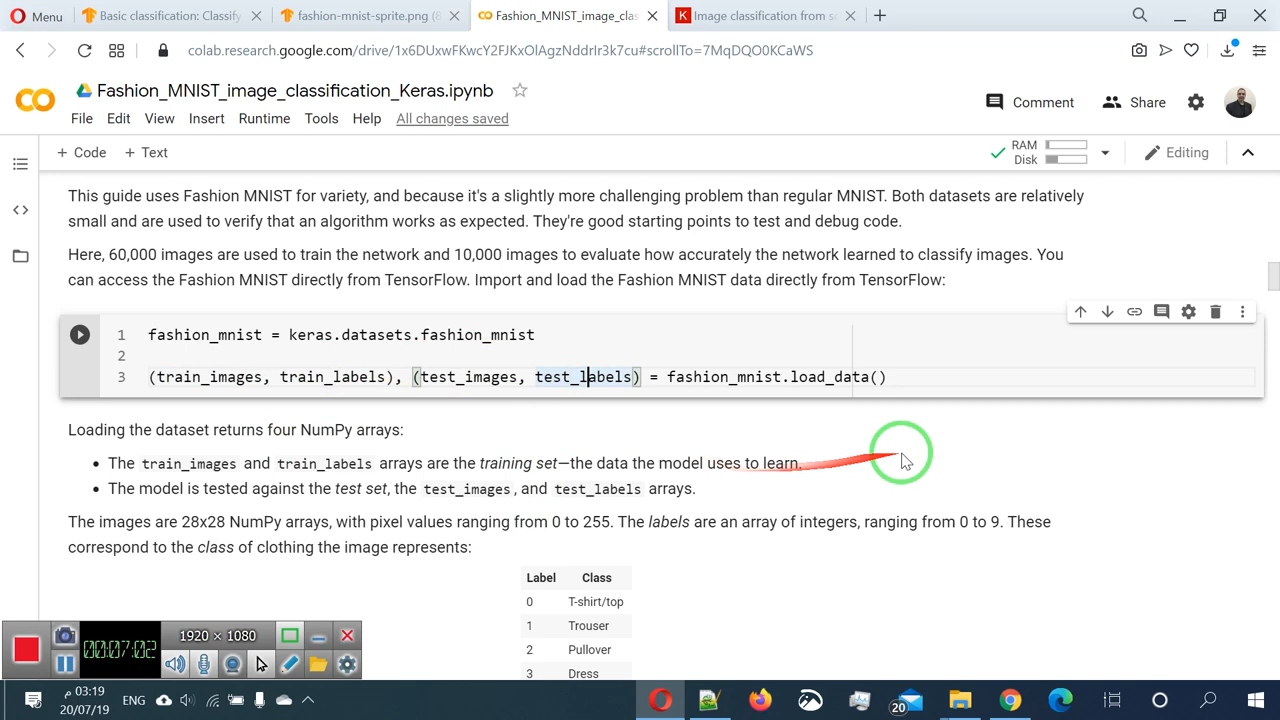 Menu
Basic classification: Classify
fashion-mnist-sprite.png
Fashion_MNIST_image_clas
Image classification from s
colab.research.google.com/drive/1x6DUxwFKwcY2FJKxOlAgzNddrIr3k7cu#scrollTo=7MqDQO0KCaWS
Fashion_MNIST_image_classification_Keras.ipynb
Comment
Share
File Edit View Insert Runtime Tools Help All changes saved
+ Code + Text
RAM
Disk
Editing
This guide uses Fashion MNIST for variety, and because it's a slightly more challenging problem than regular MNIST. Both datasets are relatively
small and are used to verify that an algorithm works as expected. They're good starting points to test and debug code.
Here, 60,000 images are used to train the network and 10,000 images to evaluate how accurately the network learned to classify images. You
can access the Fashion MNIST directly from TensorFlow. Import and load the Fashion MNIST data directly from TensorFlow:
1 fashion_mnist = keras.datasets.fashion_mnist
2
3 (train_images, train_labels), (test_images, test_labels) = fashion_mnist.load_data()
Loading the dataset returns four NumPy arrays:
• The train_images and train_labels arrays are the training set—the data the model uses to learn.
• The model is tested against the test set, the test_images, and test_labels arrays.
The images are 28x28 NumPy arrays, with pixel values ranging from 0 to 255. The labels are an array of integers, ranging from 0 to 9. These
correspond to the class of clothing the image represents:
Label Class
0 T-shirt/top
1 Trouser
2 Pullover
3 Dress
00:07:02
1920 × 1080
03:19 م
20/07/19
ENG
20